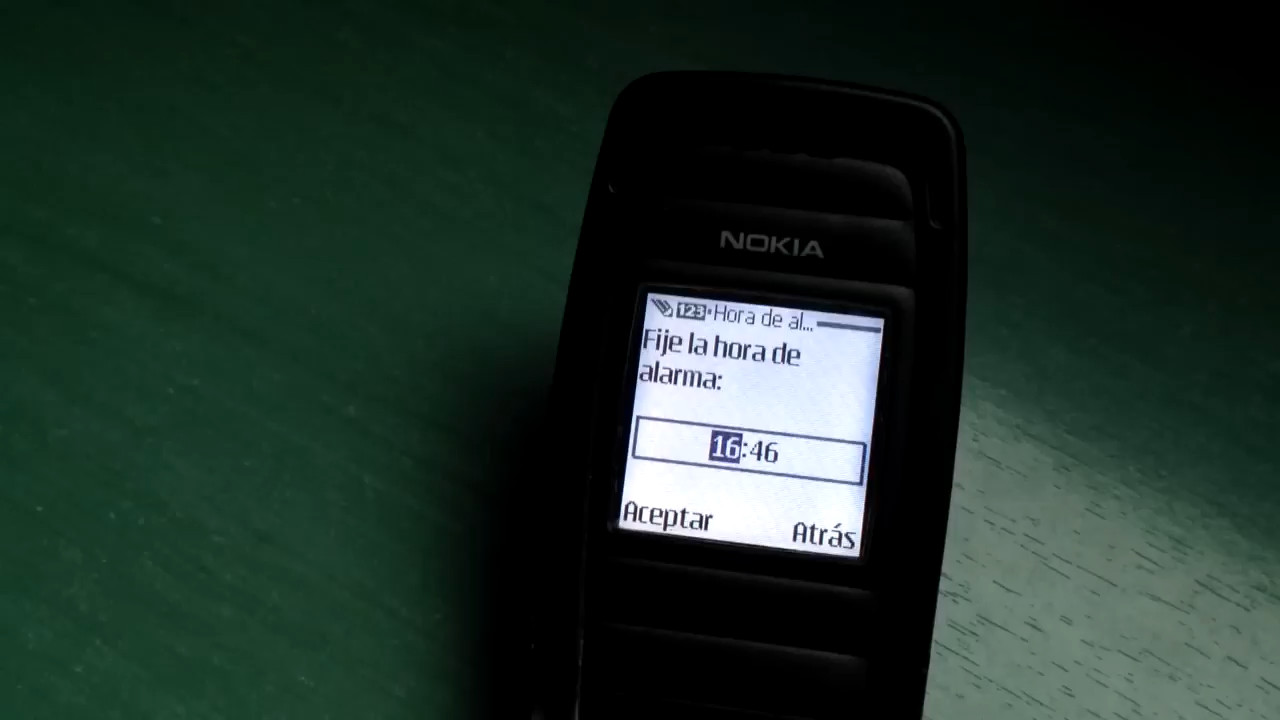 NOKIA
123 Hora de al...
Fije la hora de
alarma:
16:46
Aceptar Atrás